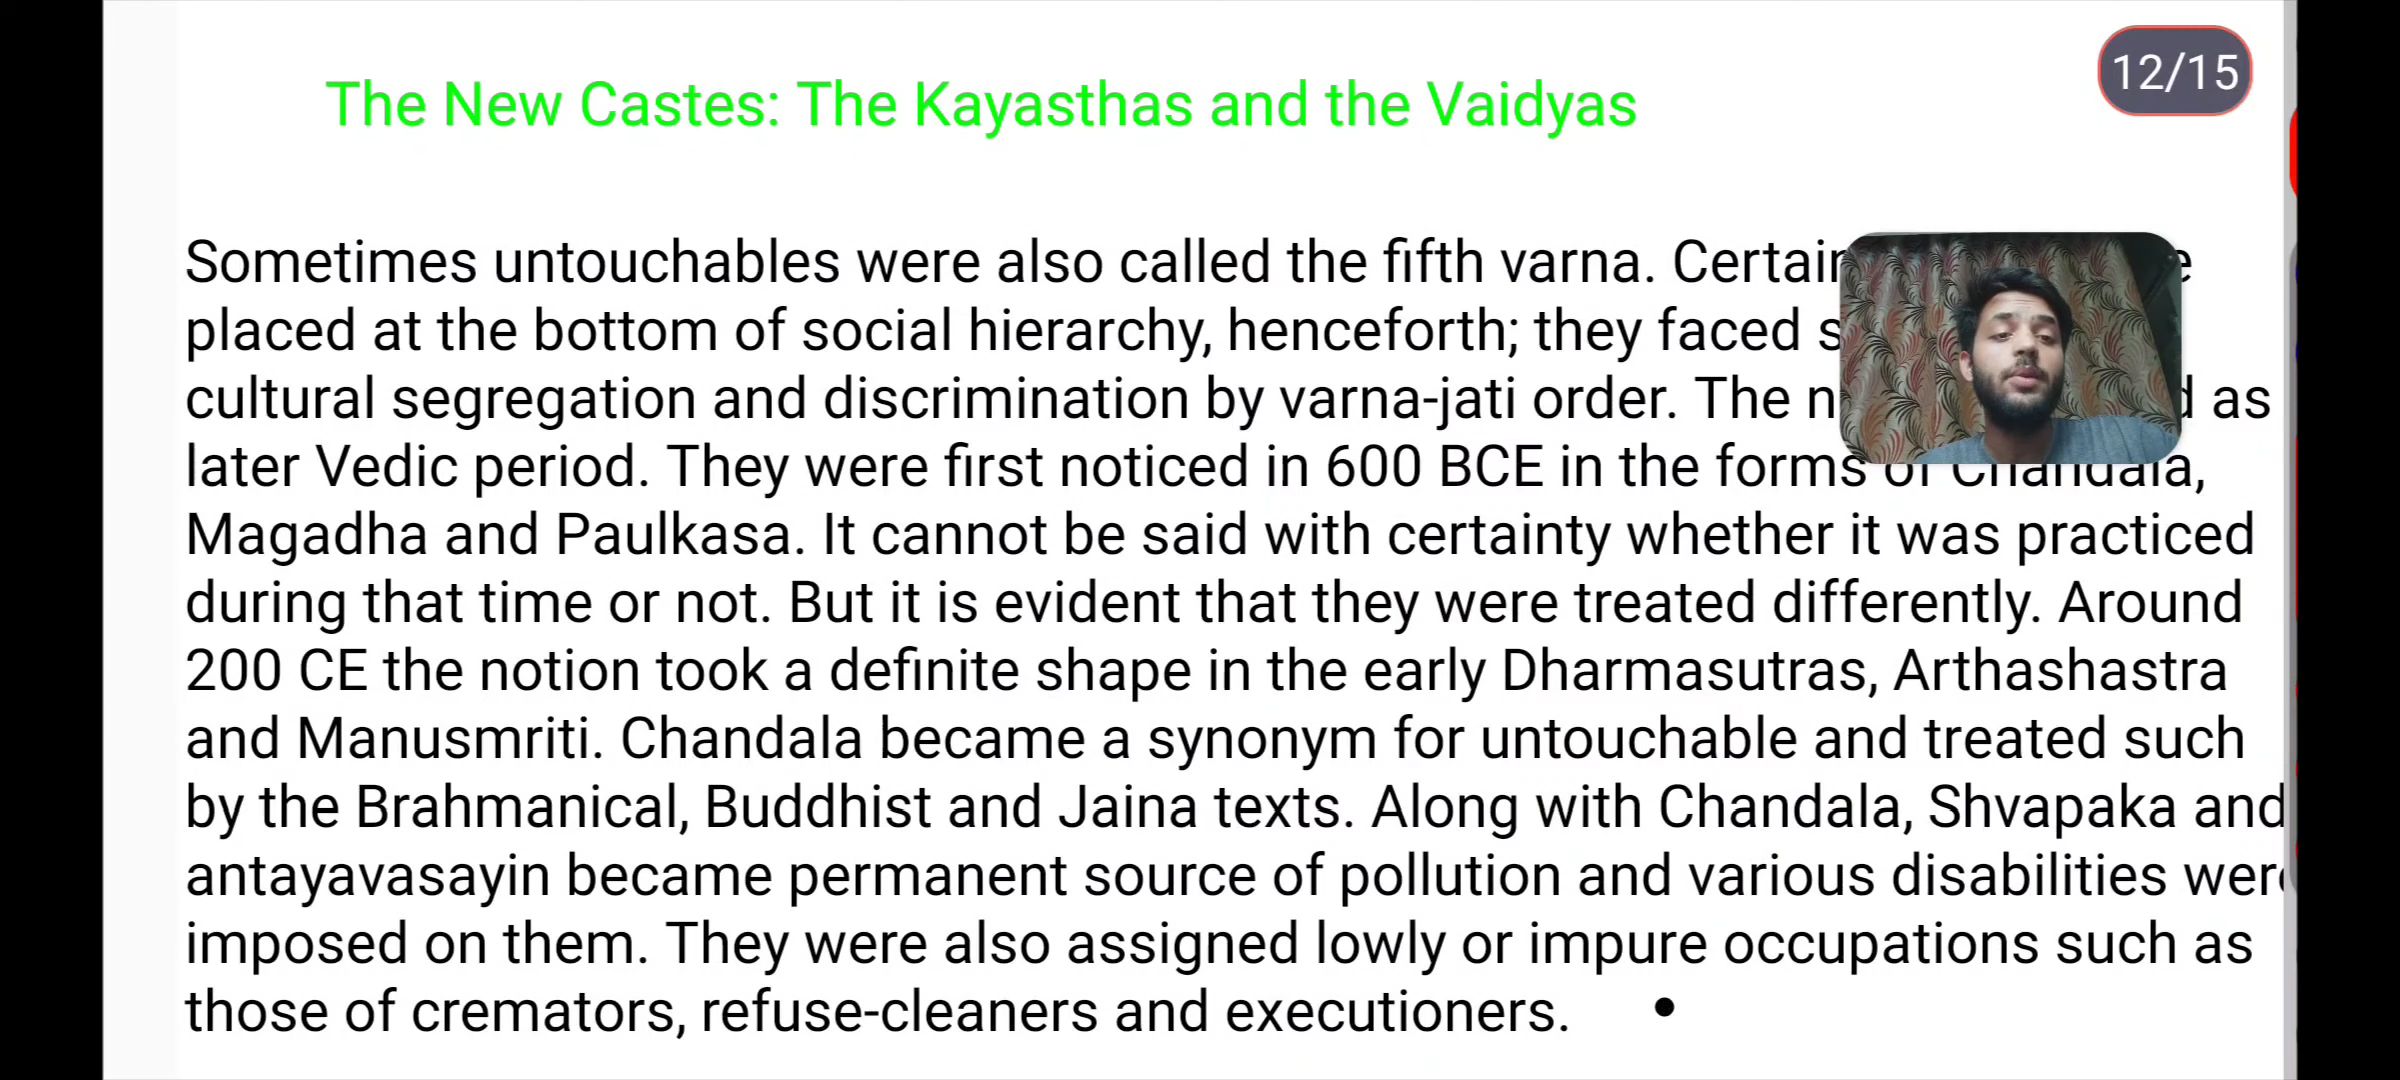 The New Castes: The Kayasthas and the Vaidyas
12/15
Sometimes untouchables were also called the fifth varna.
placed at the bottom of social hierarchy, henceforth; they faced
cultural segregation and discrimination by varna-jati order. The as
later Vedic period. They were first noticed in 600 BCE in the forms of Chandala,
Magadha and Paulkasa. It cannot be said with certainty whether it was practiced
during that time or not. But it is evident that they were treated differently. Around
200 CE the notion took a definite shape in the early Dharmasutras, Arthashastra
and Manusmriti. Chandala became a synonym for untouchable and treated such
by the Brahmanical, Buddhist and Jaina texts. Along with Chandala, Shvapaka and
antayavasayin became permanent source of pollution and various disabilities were
imposed on them. They were also assigned lowly or impure occupations such as
those of cremators, refuse-cleaners and executioners. •